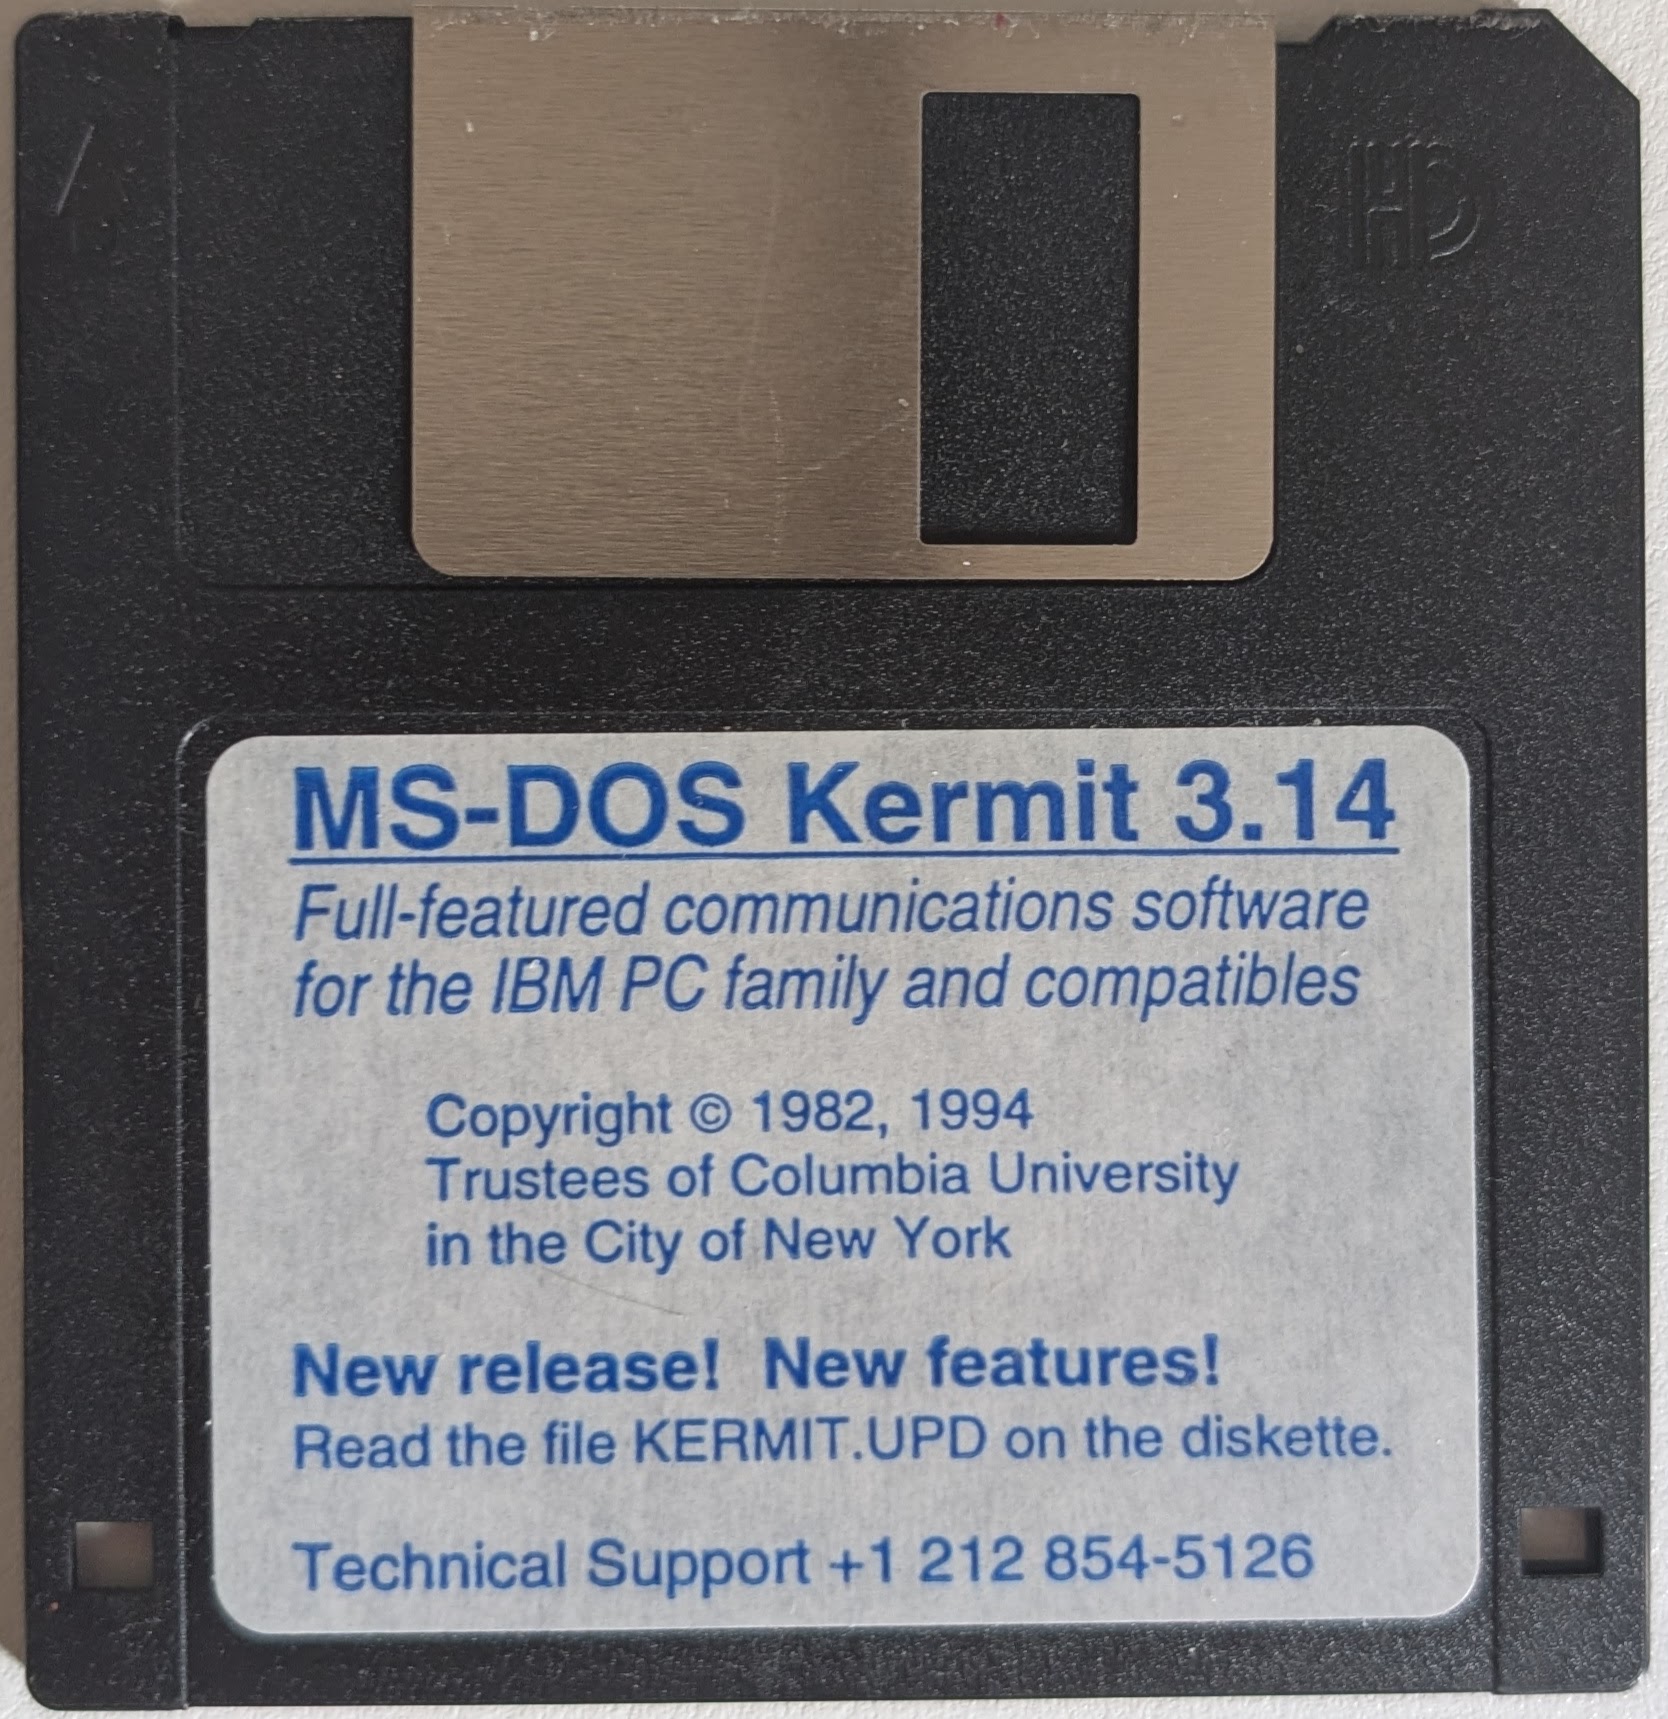 HD
MS-DOS Kermit 3.14
Full-featured communications software
for the IBM PC family and compatibles
Copyright © 1982, 1994
Trustees of Columbia University
in the City of New York
New release! New features!
Read the file KERMIT.UPD on the diskette.
Technical Support +1 212 854-5126